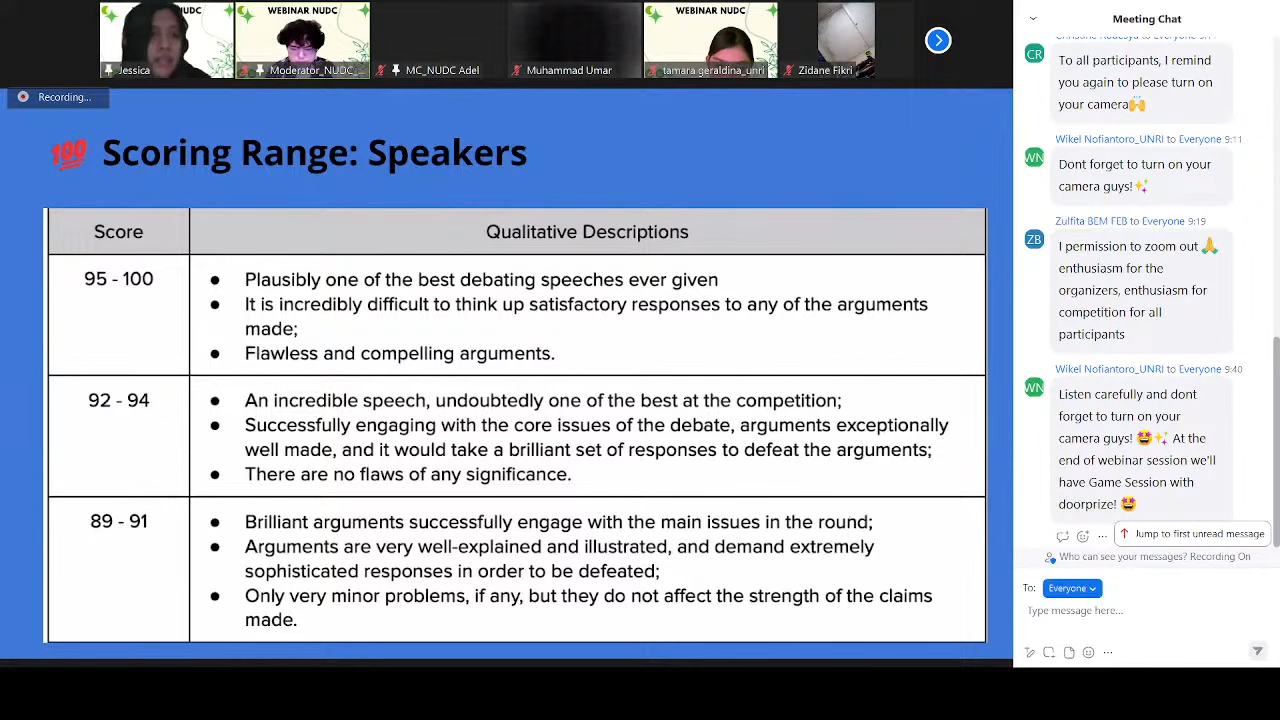 WEBINAR NUDC
Jessica
Moderator_NUDC_...
MC_NUDC Adel
Muhammad Umar
WEBINAR NUDC
tamara geraldina_unri
Zidane Fikri
Recording...
💯 Scoring Range: Speakers
Score
Qualitative Descriptions
95 - 100
● Plausibly one of the best debating speeches ever given
● It is incredibly difficult to think up satisfactory responses to any of the arguments
made;
● Flawless and compelling arguments.
92 - 94
● An incredible speech, undoubtedly one of the best at the competition;
● Successfully engaging with the core issues of the debate, arguments exceptionally
well made, and it would take a brilliant set of responses to defeat the arguments;
● There are no flaws of any significance.
89 - 91
● Brilliant arguments successfully engage with the main issues in the round;
● Arguments are very well-explained and illustrated, and demand extremely
sophisticated responses in order to be defeated;
● Only very minor problems, if any, but they do not affect the strength of the claims
made.
Meeting Chat
CR
To all participants, I remind
you again to please turn on
your camera🙌
Wikel Nofiantoro_UNRI to Everyone 9:11
WN
Dont forget to turn on your
camera guys!✨
Zulfita BEM FEB to Everyone 9:19
ZB
I permission to zoom out 🙏
enthusiasm for the
organizers, enthusiasm for
competition for all
participants
Wikel Nofiantoro_UNRI to Everyone 9:40
WN
Listen carefully and dont
forget to turn on your
camera guys! 🤩✨ At the
end of webinar session we'll
have Game Session with
doorprize! 🤩
Jump to first unread message
Who can see your messages? Recording On
To: Everyone
Type message here...